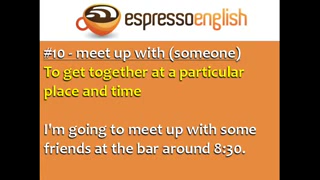 espressoenglish
#10 - meet up with (someone)
To get together at a particular
place and time
I'm going to meet up with some
friends at the bar around 8:30.